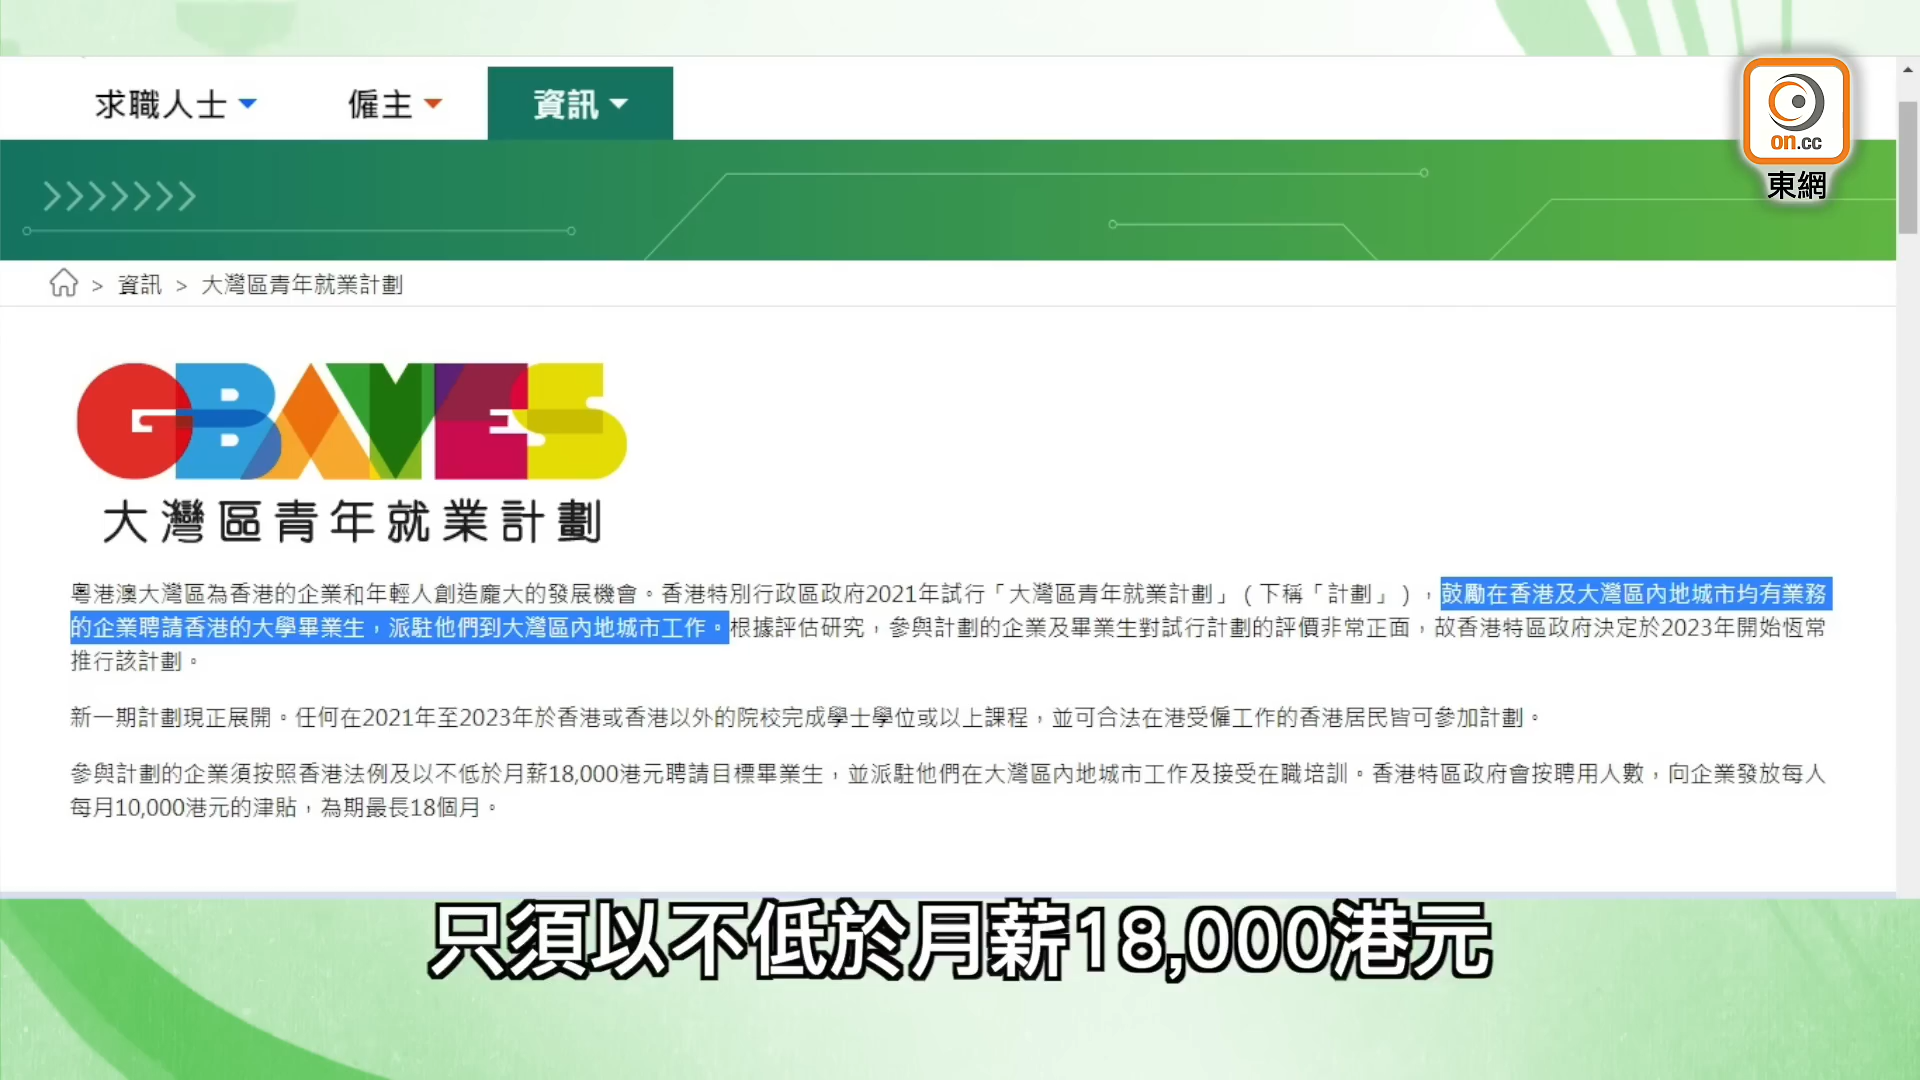 求職人士 僱主 資訊
on.cc
東網
> 資訊 > 大灣區青年就業計劃
GBAYES
大灣區青年就業計劃
粵港澳大灣區為香港的企業和年輕人創造龐大的發展機會。香港特別行政區政府2021年試行「大灣區青年就業計劃」(下稱「計劃」)，鼓勵在香港及大灣區內地城市均有業務
的企業聘請香港的大學畢業生，派駐他們到大灣區內地城市工作。根據評估研究，參與計劃的企業及畢業生對試行計劃的評價非常正面，故香港特區政府決定於2023年開始恆常
推行該計劃。
新一期計劃現正展開。任何在2021年至2023年於香港或香港以外的院校完成學士學位或以上課程，並可合法在港受僱工作的香港居民皆可參加計劃。
參與計劃的企業須按照香港法例及以不低於月薪18,000港元聘請目標畢業生，並派駐他們在大灣區內地城市工作及接受在職培訓。香港特區政府會按聘用人數，向企業發放每人
每月10,000港元的津貼，為期最長18個月。
只須以不低於月薪18,000港元